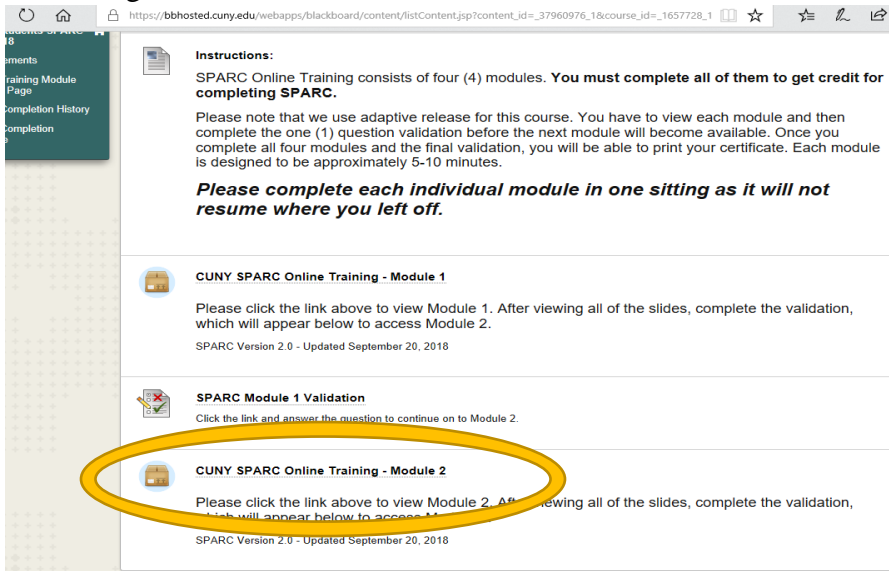 https://bbhosted.cuny.edu/webapps/blackboard/content/listContent.jsp?content_id=_37960976_1&course_id=_1657728_1
18
ements
Training Module
Page
Completion History
Completion
Instructions:
SPARC Online Training consists of four (4) modules. You must complete all of them to get credit for
completing SPARC.
Please note that we use adaptive release for this course. You have to view each module and then
complete the one (1) question validation before the next module will become available. Once you
complete all four modules and the final validation, you will be able to print your certificate. Each module
is designed to be approximately 5-10 minutes.
Please complete each individual module in one sitting as it will not
resume where you left off.
CUNY SPARC Online Training - Module 1
Please click the link above to view Module 1. After viewing all of the slides, complete the validation,
which will appear below to access Module 2.
SPARC Version 2.0 - Updated September 20, 2018
SPARC Module 1 Validation
Click the link and answer the question to continue on to Module 2.
CUNY SPARC Online Training - Module 2
Please click the link above to view Module 2. After viewing all of the slides, complete the validation,
which will appear below to access
SPARC Version 2.0 - Updated September 20, 2018